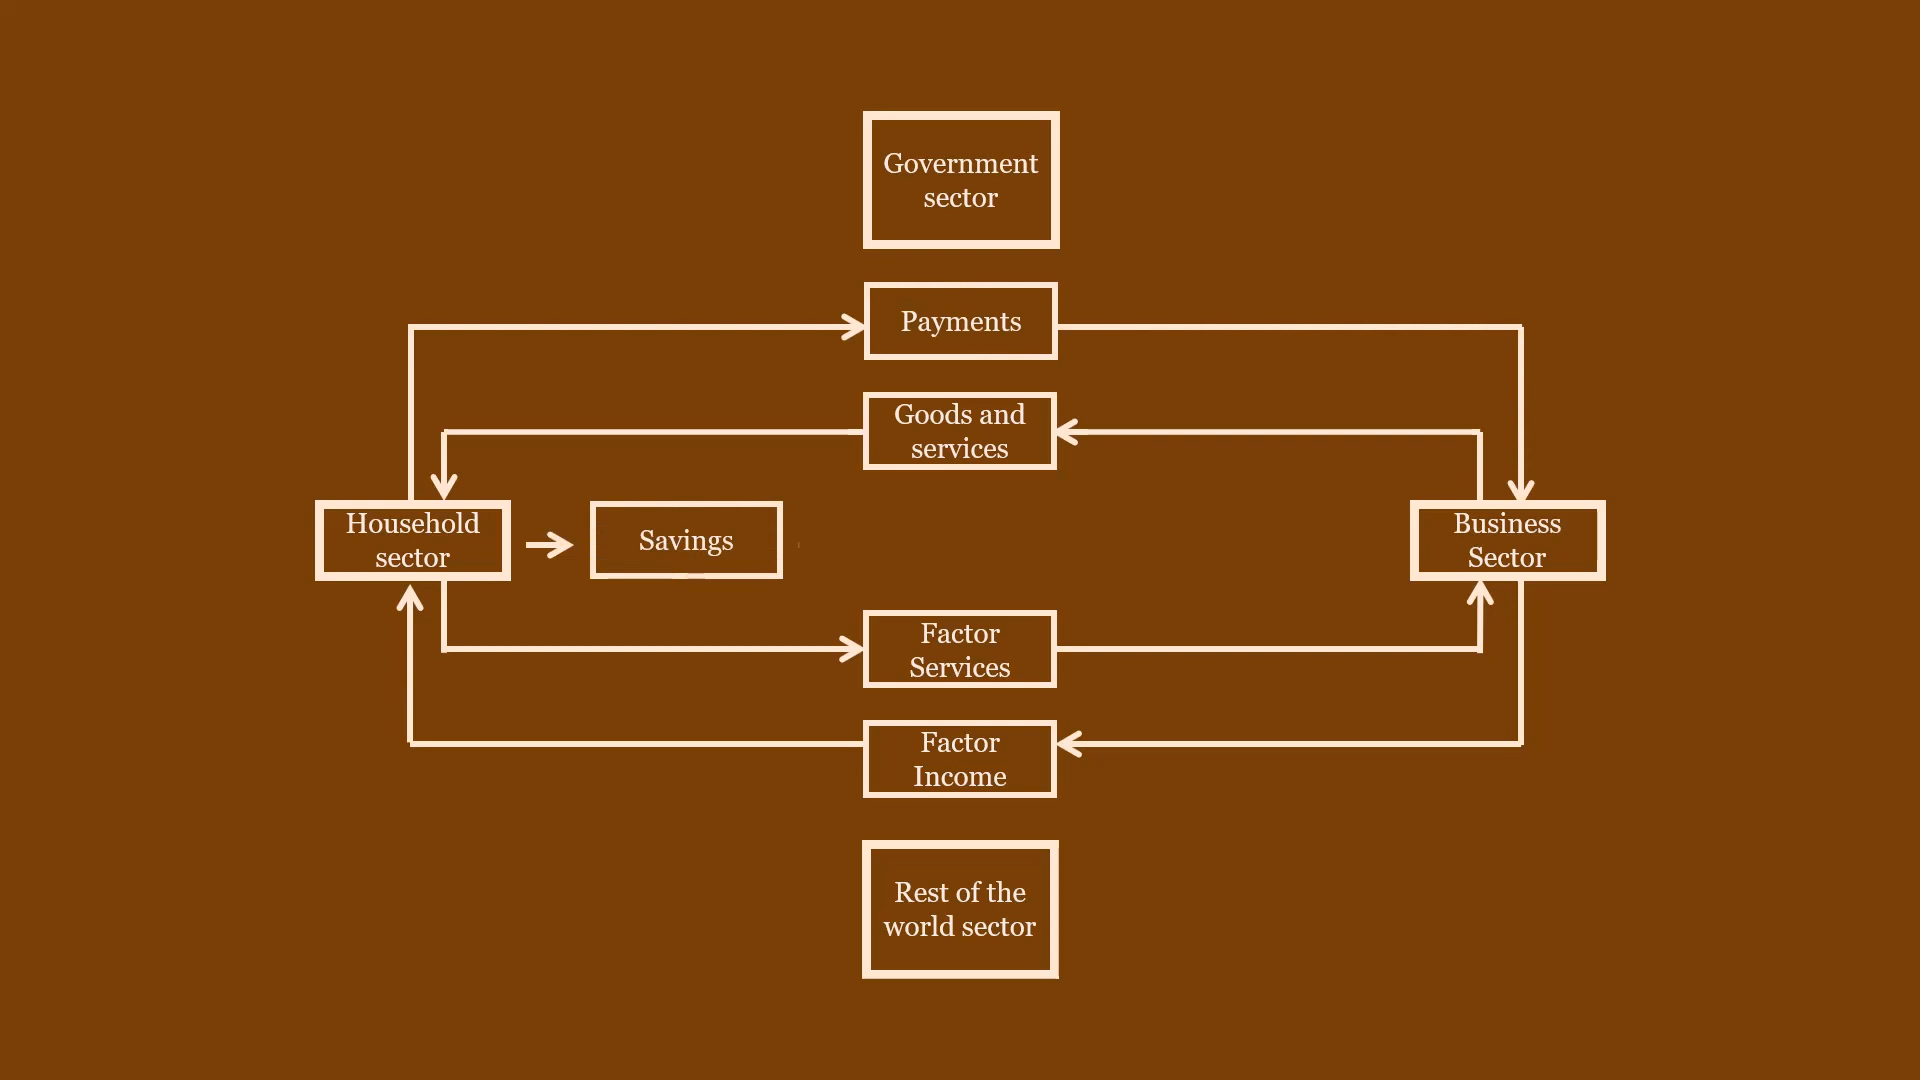 Government
sector
Payments
Goods and
services
Household
sector
Savings
Business
Sector
Factor
Services
Factor
Income
Rest of the
world sector